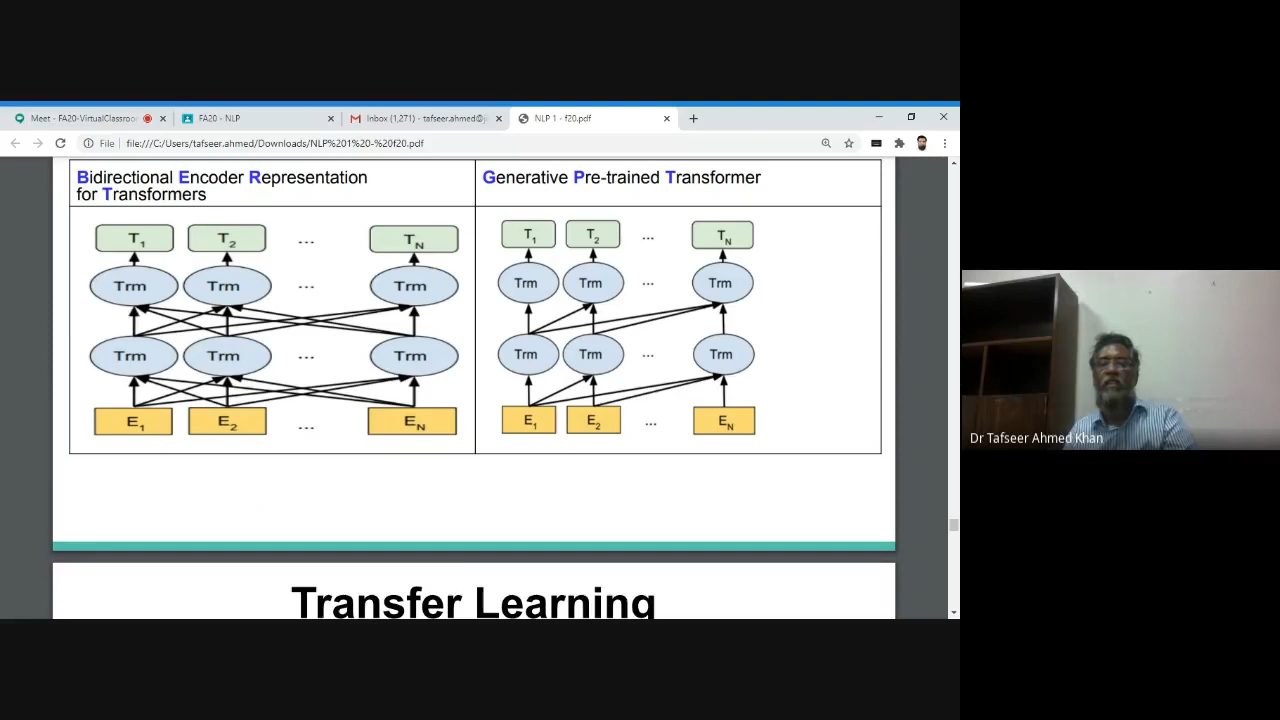 Meet - FA20-VirtualClassroo
FA20 - NLP
Inbox (1,271) - tafseer.ahmed@ji
NLP 1 - f20.pdf
File
file:///C:/Users/tafseer.ahmed/Downloads/NLP%201%20-%20f20.pdf
Bidirectional Encoder Representation
for Transformers
Generative Pre-trained Transformer
T1 T2 ... TN
Trm Trm ... Trm
Trm Trm ... Trm
E1 E2 ... EN
T1 T2 ... TN
Trm Trm ... Trm
Trm Trm ... Trm
E1 E2 ... EN
Transfer Learning
Dr Tafseer Ahmed Khan